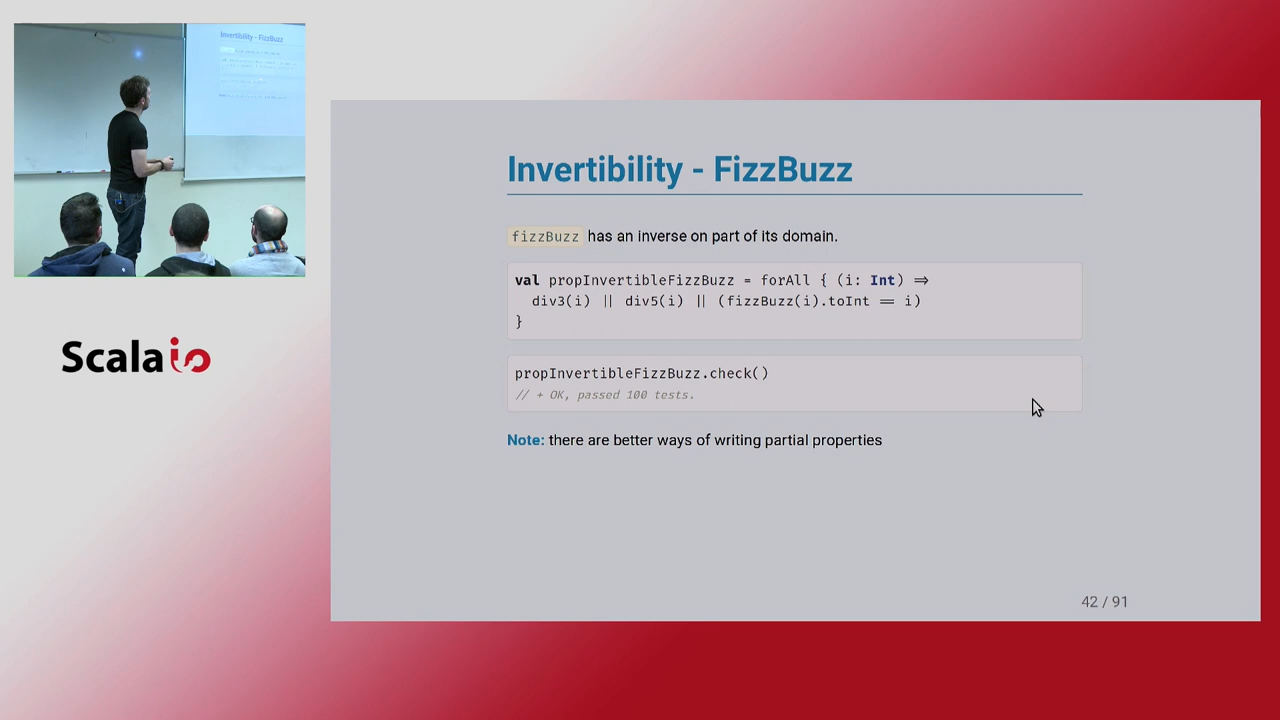 Invertibility - FizzBuzz
Scala io
Invertibility - FizzBuzz
fizzBuzz has an inverse on part of its domain.
val propInvertibleFizzBuzz = forAll { (i: Int) ⇒
div3(i) || div5(i) || (fizzBuzz(i).toInt == i)
}
propInvertibleFizzBuzz.check()
// + OK, passed 100 tests.
Note: there are better ways of writing partial properties
42 / 91